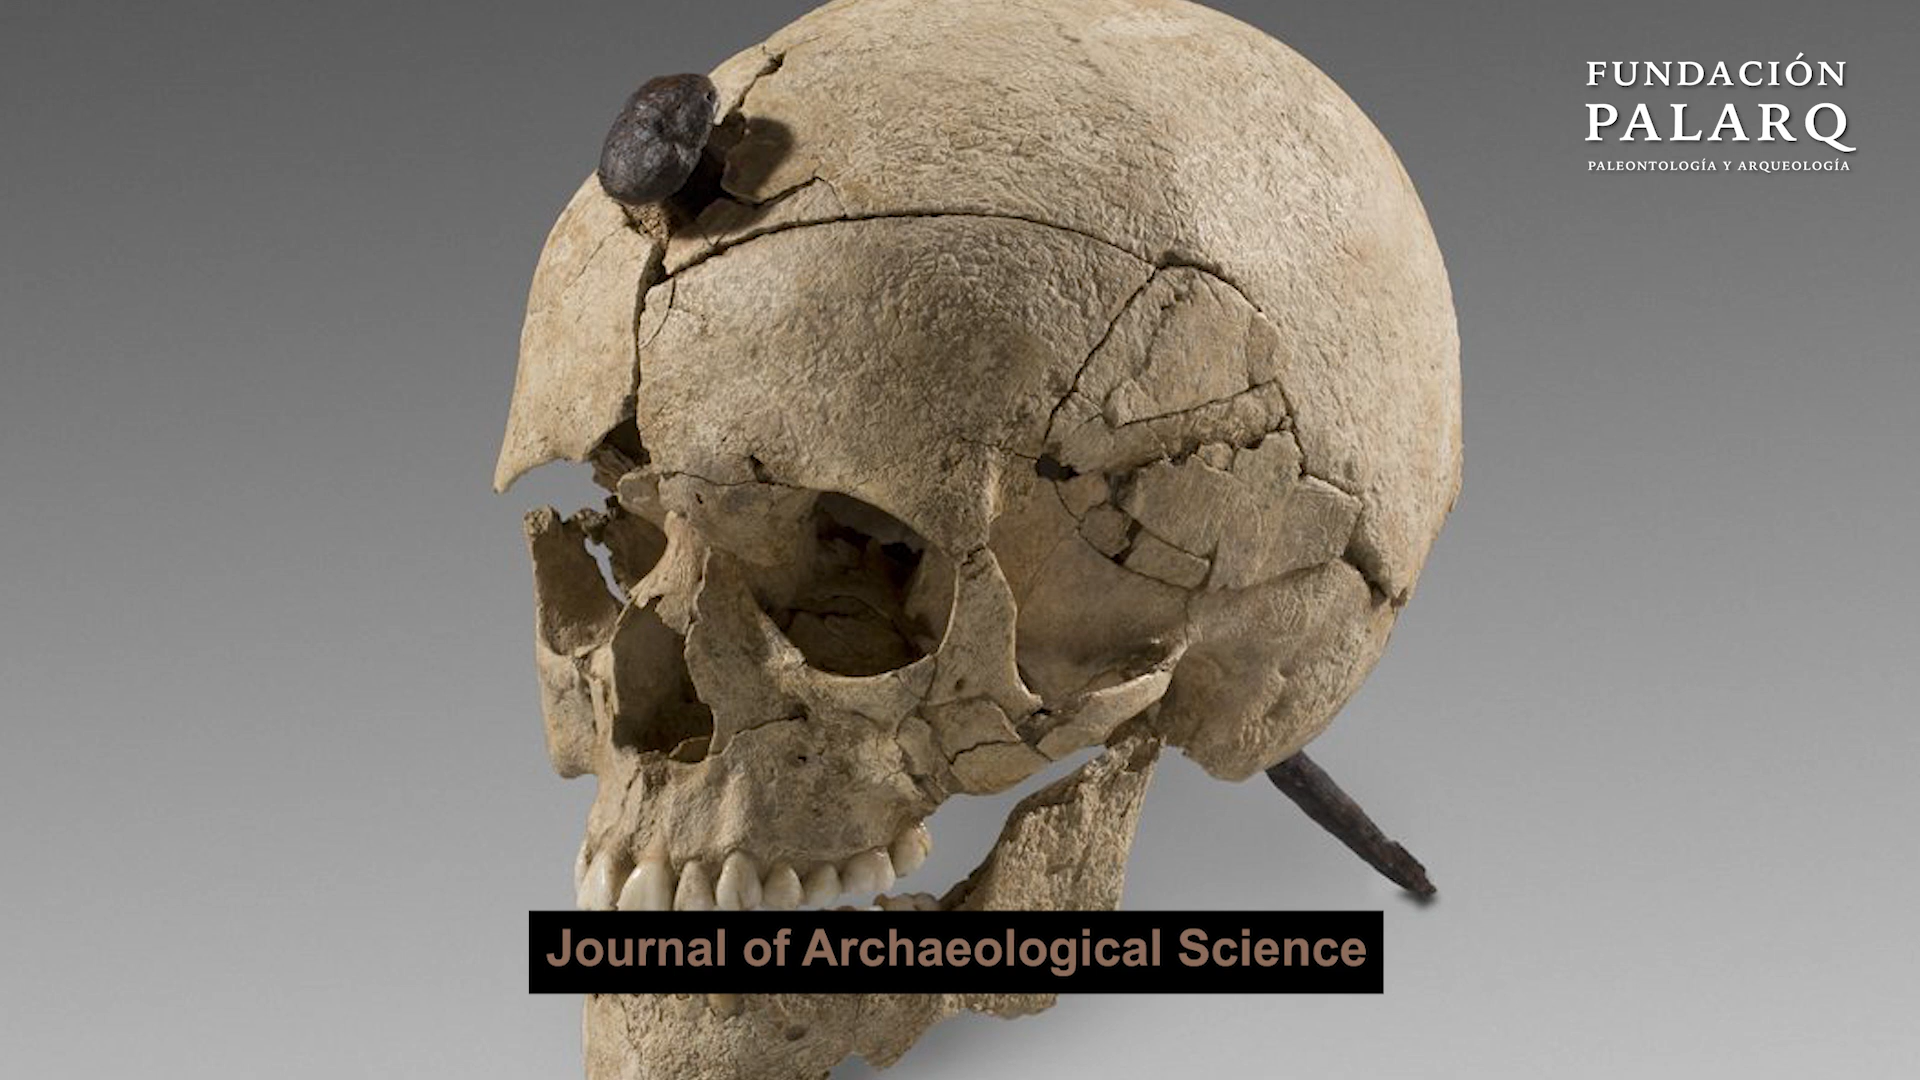 FUNDACIÓN
PALARQ
PALEONTOLOGÍA Y ARQUEOLOGÍA
Journal of Archaeological Science